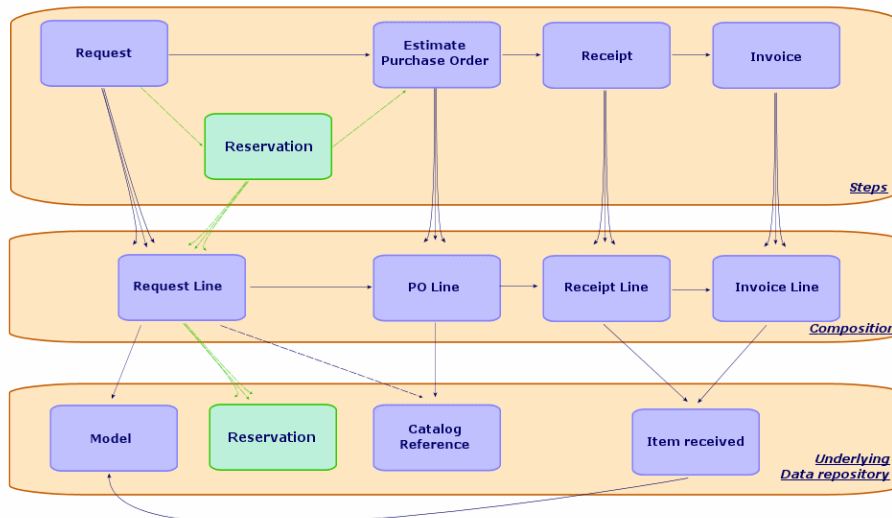 Request
Estimate
Purchase Order
Receipt
Invoice
Reservation
Steps
Request Line
PO Line
Receipt Line
Invoice Line
Composition
Model
Reservation
Catalog
Reference
Item received
Underlying
Data repository